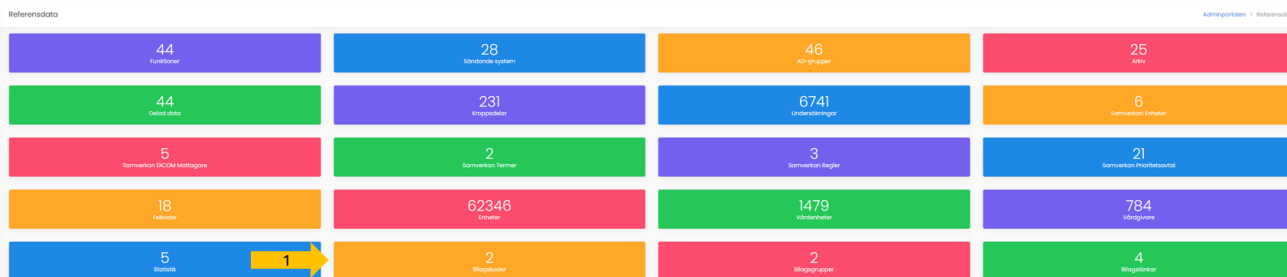 Referensdata
Adminportalen > Referensda
44
Funktioner
28
Sändande system
46
AD-grupper
25
Arkiv
44
Delad data
231
Kroppsdelar
6741
Undersökningar
6
Samverkan Enheter
5
Samverkan DICOM Mottagare
2
Samverkan Termer
3
Samverkan Regler
21
Samverkan Prioritetsavtal
18
Felkoder
62346
Enheter
1479
Vårdenheter
784
Vårdgivare
5
Statistik
1
2
Bilagskoder
2
Bilagsgrupper
4
Bilagslänkar